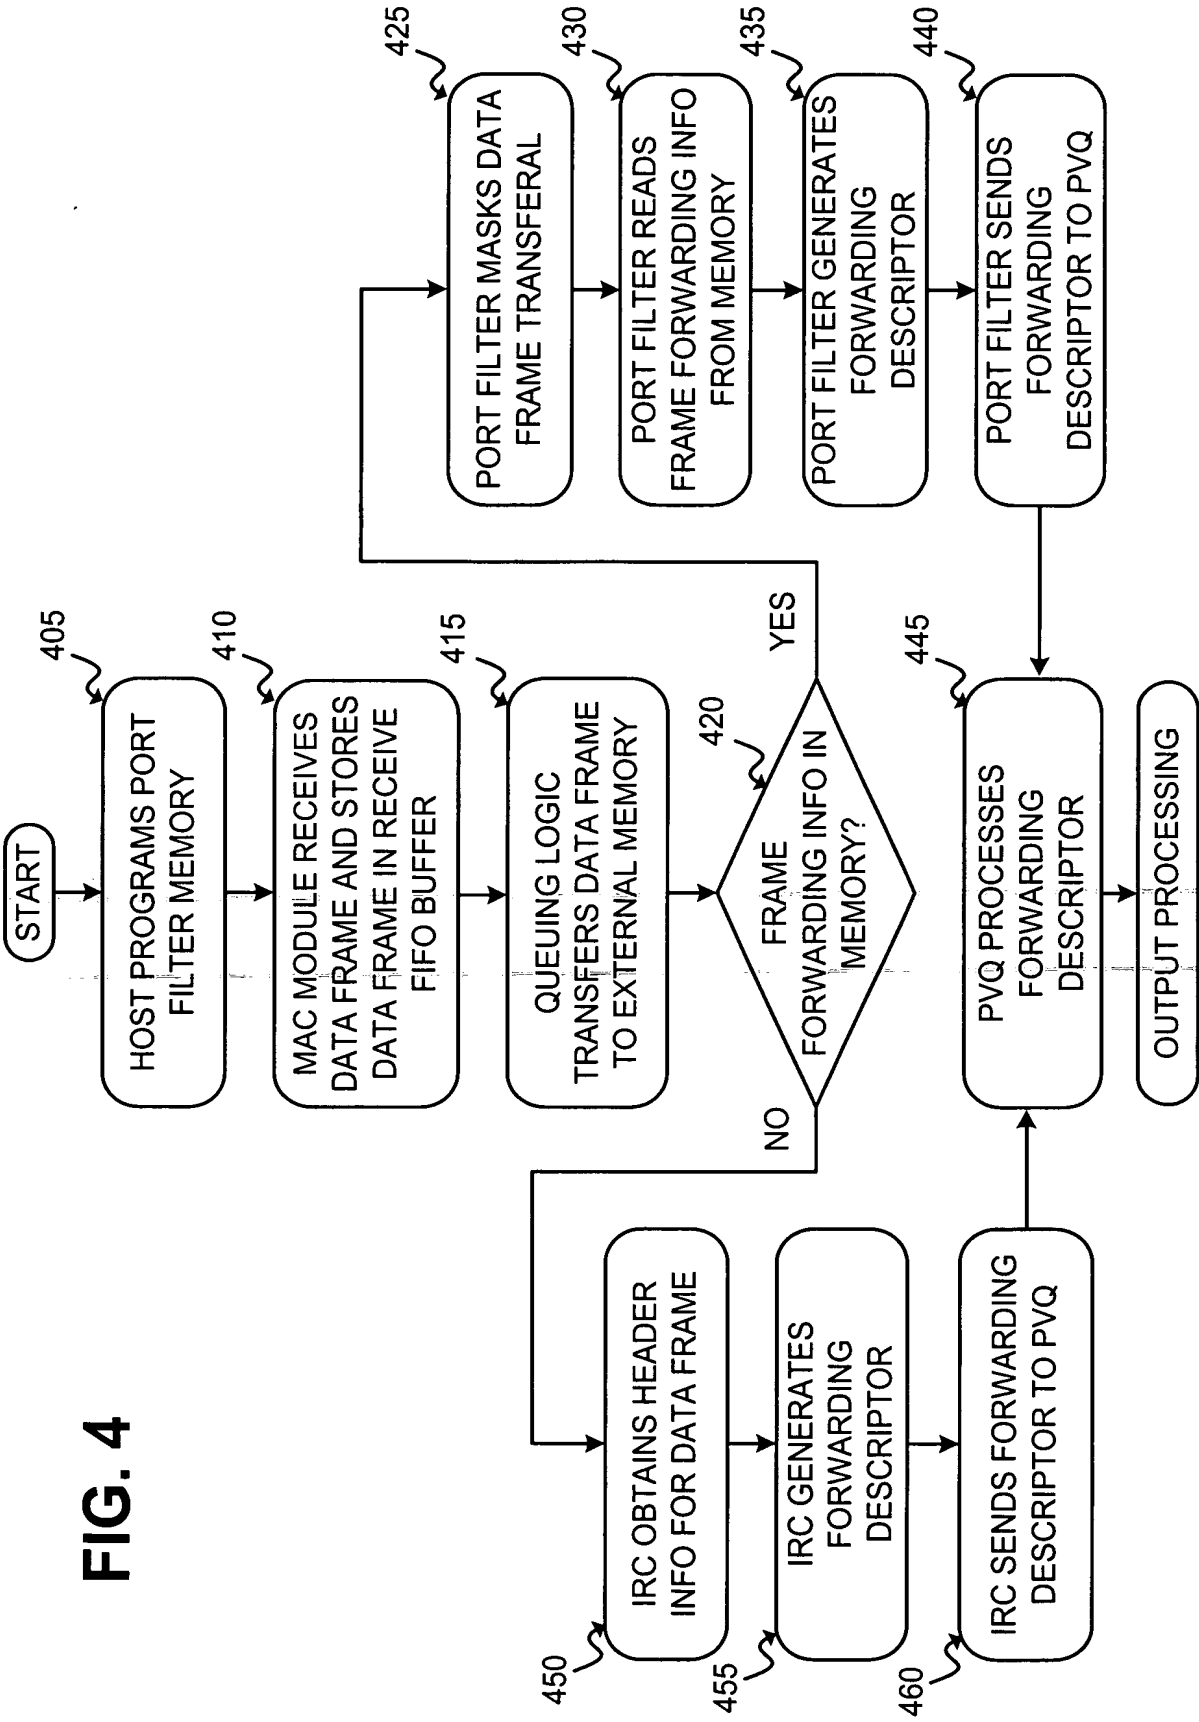 FIG. 4
START
405
HOST PROGRAMS PORT
FILTER MEMORY
410
MAC MODULE RECEIVES
DATA FRAME AND STORES
DATA FRAME IN RECEIVE
FIFO BUFFER
415
QUEUING LOGIC
TRANSFERS DATA FRAME
TO EXTERNAL MEMORY
420
FRAME
FORWARDING INFO IN
MEMORY?
YES
NO
425
PORT FILTER MASKS DATA
FRAME TRANSFERAL
430
PORT FILTER READS
FRAME FORWARDING INFO
FROM MEMORY
435
PORT FILTER GENERATES
FORWARDING
DESCRIPTOR
440
PORT FILTER SENDS
FORWARDING
DESCRIPTOR TO PVQ
450
IRC OBTAINS HEADER
INFO FOR DATA FRAME
455
IRC GENERATES
FORWARDING
DESCRIPTOR
460
IRC SENDS FORWARDING
DESCRIPTOR TO PVQ
445
PVQ PROCESSES
FORWARDING
DESCRIPTOR
OUTPUT PROCESSING